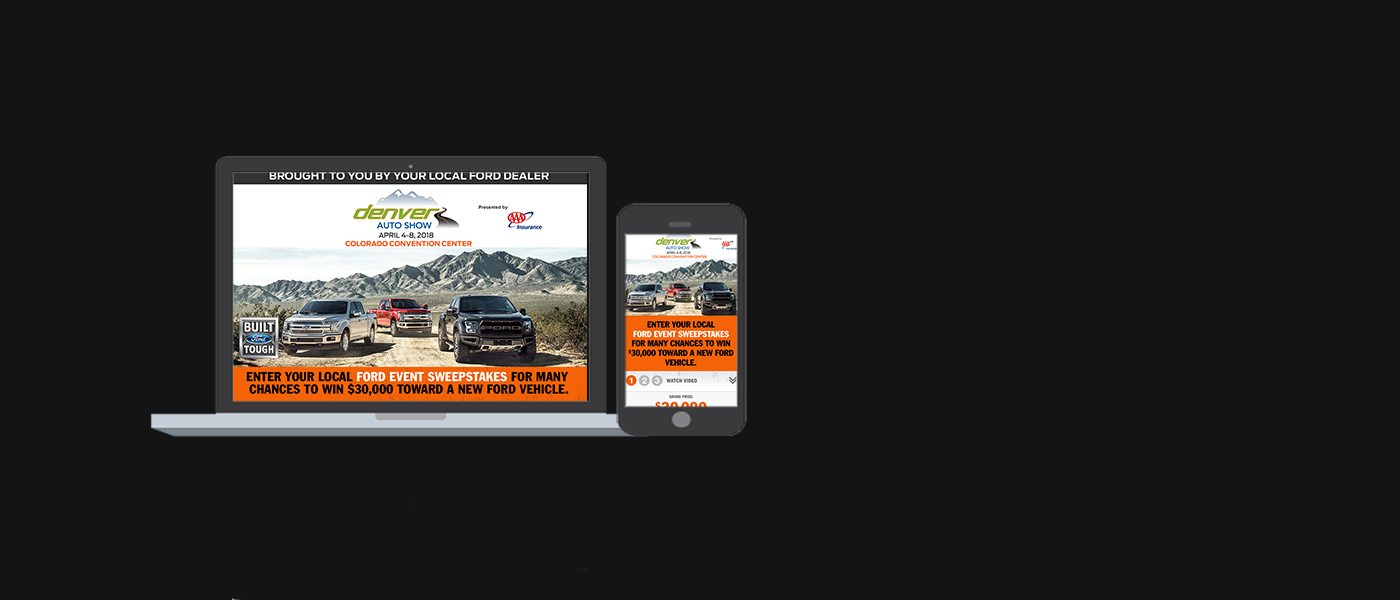 BROUGHT TO YOU BY YOUR LOCAL FORD DEALER
denver
AUTO SHOW
APRIL 4-8, 2018
COLORADO CONVENTION CENTER
Presented by
AAA
Insurance
BUILT
Ford
TOUGH
ENTER YOUR LOCAL FORD EVENT SWEEPSTAKES FOR MANY
CHANCES TO WIN $30,000 TOWARD A NEW FORD VEHICLE.
denver
AUTO SHOW
APRIL 4-8, 2018
COLORADO CONVENTION CENTER
AAA
ENTER YOUR LOCAL
FORD EVENT SWEEPSTAKES
FOR MANY CHANCES TO WIN
$30,000 TOWARD A NEW FORD
VEHICLE.
1 2 3 WATCH VIDEO
GRAND PRIZE:
$30,000